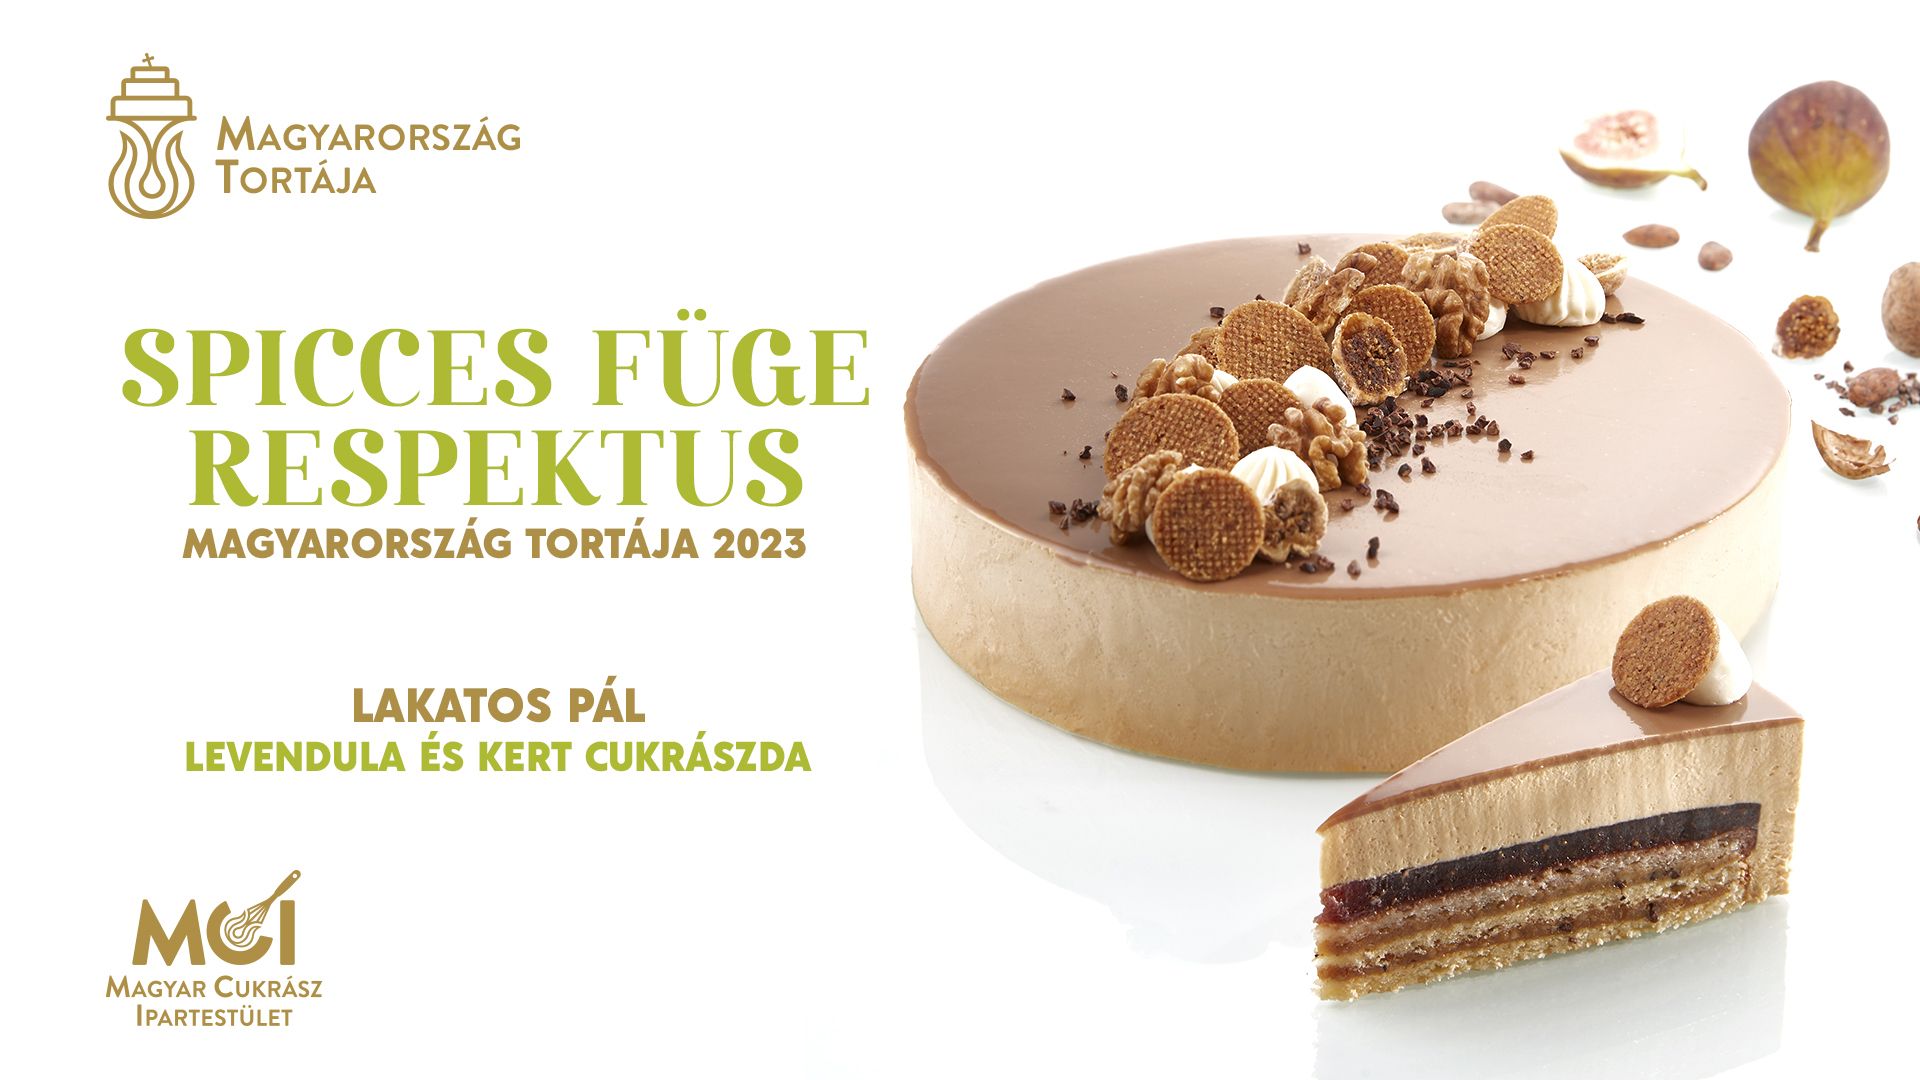 MAGYARORSZÁG
TORTÁJA
SPICCES FÜGE
RESPEKTUS
MAGYARORSZÁG TORTÁJA 2023
LAKATOS PÁL
LEVENDULA ÉS KERT CUKRÁSZDA
MCI
MAGYAR CUKRÁSZ
IPARTESTÜLET